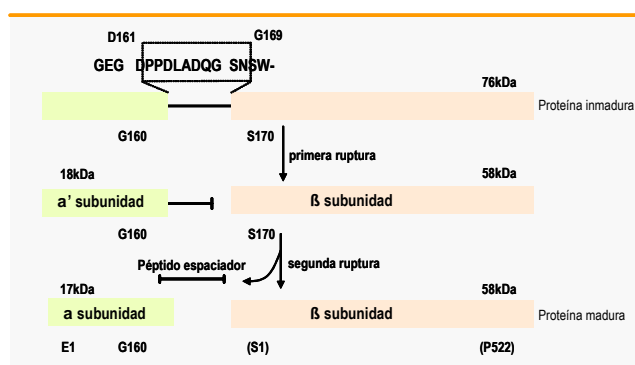 D161 G169
GEG DPPDLADQG SNSW-
76kDa
Proteína inmadura
G160 S170
primera ruptura
18kDa 58kDa
a' subunidad ß subunidad
G160 S170
Péptido espaciador segunda ruptura
17kDa 58kDa
a subunidad ß subunidad Proteína madura
E1 G160 (S1) (P522)